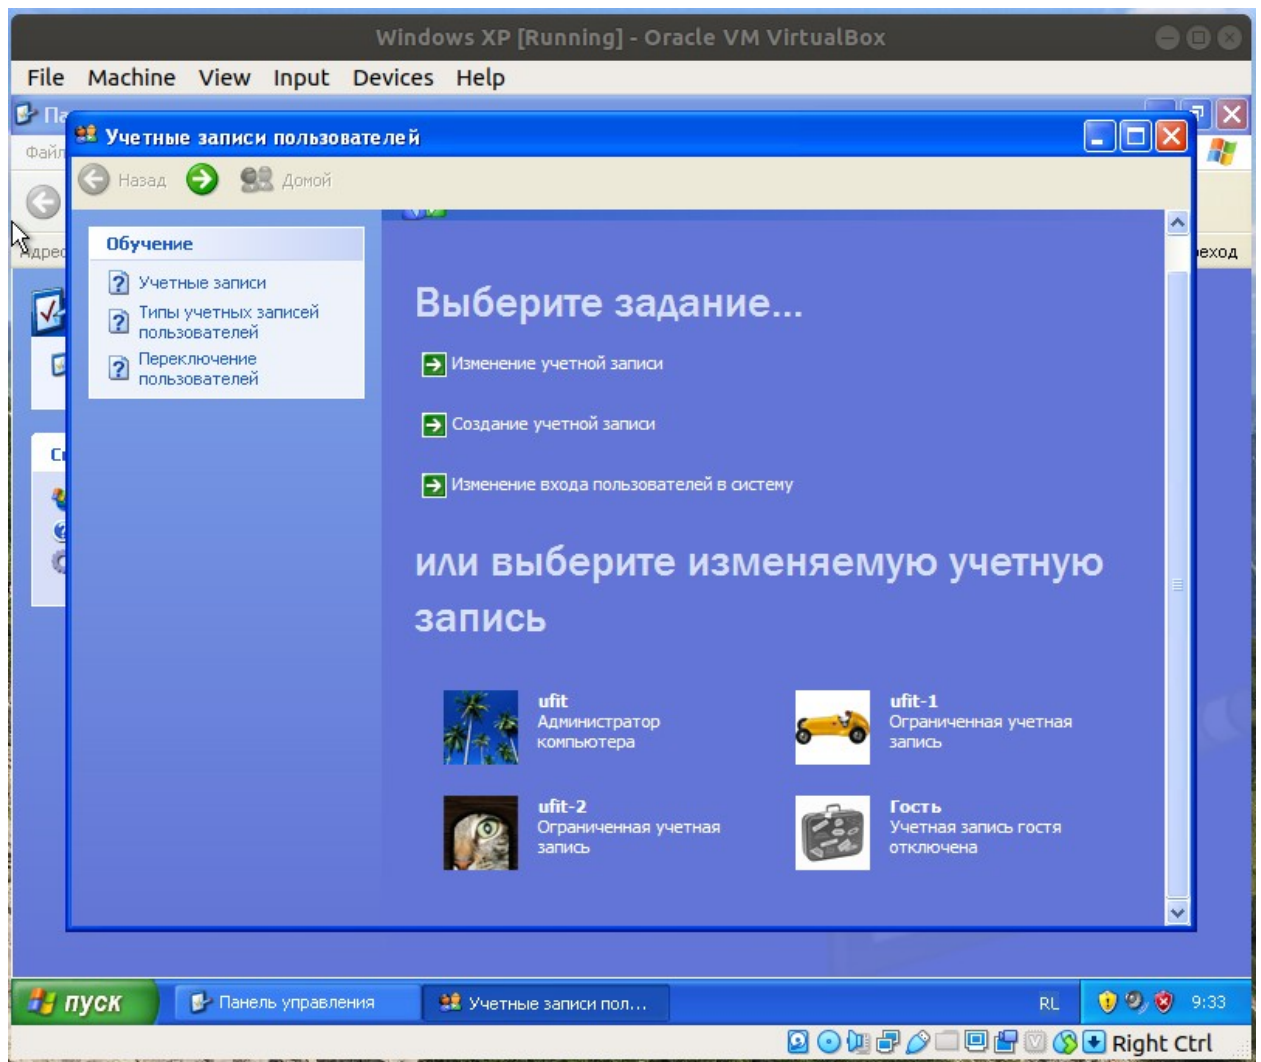 Windows XP [Running] - Oracle VM VirtualBox
File Machine View Input Devices Help
Учетные записи пользователей
Файл
Назад Домой
Адрес
Обучение
Учетные записи
Типы учетных записей
пользователей
Переключение
пользователей
Выберите задание...
Изменение учетной записи
Создание учетной записи
Изменение входа пользователей в систему
или выберите изменяемую учетную
запись
ufit
Администратор
компьютера
ufit-1
Ограниченная учетная
запись
ufit-2
Ограниченная учетная
запись
Гость
Учетная запись гостя
отключена
пуск Панель управления Учетные записи пол... RL 9:33
Right Ctrl